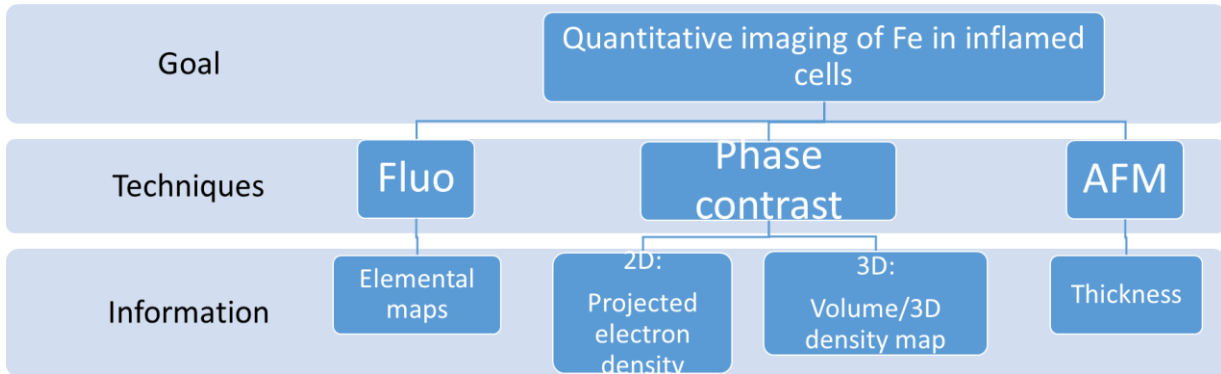 Goal
Quantitative imaging of Fe in inflamed
cells
Techniques
Fluo
Phase
contrast
AFM
Information
Elemental
maps
2D:
Projected
electron
density
3D:
Volume/3D
density map
Thickness